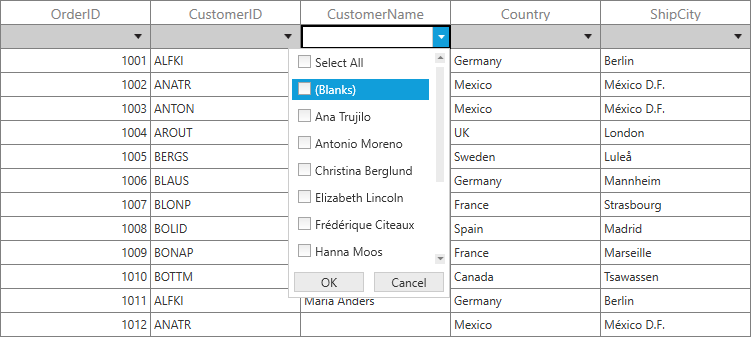 OrderID CustomerID CustomerName Country ShipCity
1001 ALFKI Select All Germany Berlin
1002 ANATR (Blanks) Mexico México D.F.
1003 ANTON Ana Trujilo Mexico México D.F.
1004 AROUT Antonio Moreno UK London
1005 BERGS Christina Berglund Sweden Luleå
1006 BLAUS Elizabeth Lincoln Germany Mannheim
1007 BLONP Frédérique Citeaux France Strasbourg
1008 BOLID Hanna Moos Spain Madrid
1009 BONAP France Marseille
1010 BOTTM OK Cancel Canada Tsawassen
1011 ALFKI Maria Anders Germany Berlin
1012 ANATR Mexico México D.F.